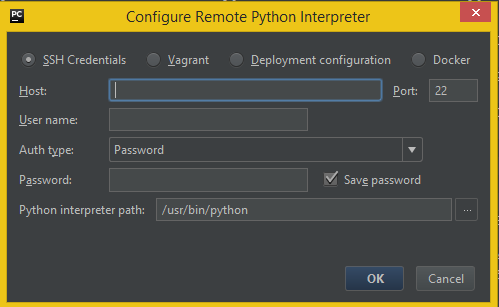 PC Configure Remote Python Interpreter
SSH Credentials Vagrant Deployment configuration Docker
Host: Port: 22
User name:
Auth type: Password
Password: Save password
Python interpreter path: /usr/bin/python ...
OK Cancel